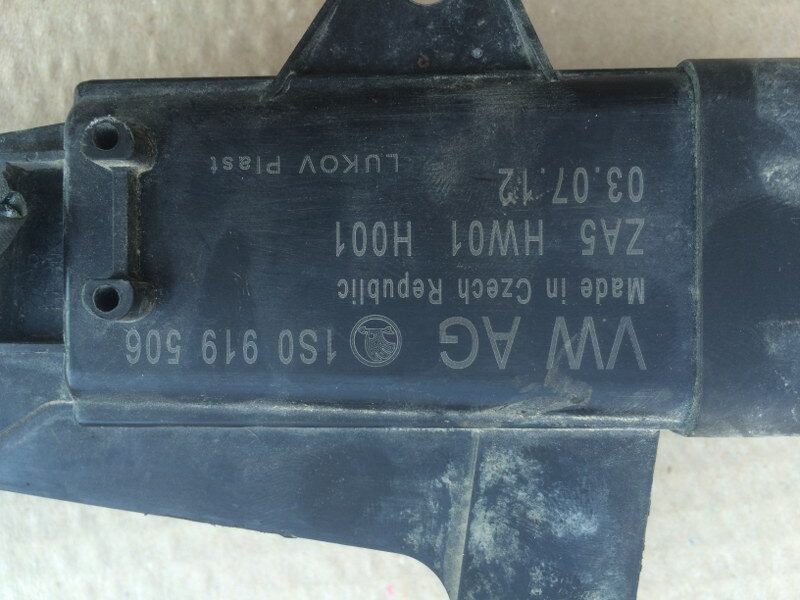 VW AG 1S0 919 506
Made in Czech Republic
ZA5 HW01 H001
03.07.12
LUKOV Plast